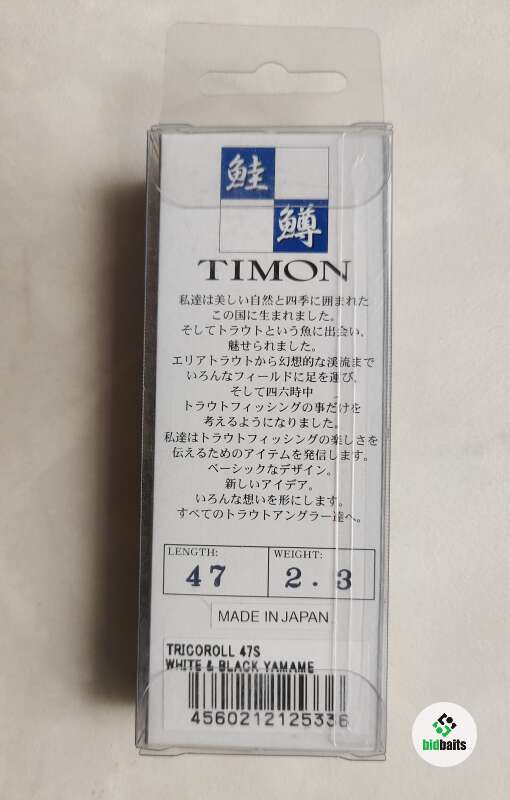 鮭
鱒
TIMON
私達は美しい自然と四季に囲まれた
この国に生まれました。
そしてトラウトという魚に出会い、
魅せられました。
エリアトラウトから幻想的な渓流まで
いろんなフィールドに足を運び、
そして四六時中
トラウトフィッシングの事だけを
考えるようになりました。
私達はトラウトフィッシングの楽しさを
伝えるためのアイテムを発信します。
ベーシックなデザイン。
新しいアイデア。
いろんな想いを形にします。
すべてのトラウトアングラー達へ。
LENGTH: WEIGHT:
47 2.3
MADE IN JAPAN
TRICOROLL 47S
WHITE & BLACK YAMAME
4560212125336
bidbaits